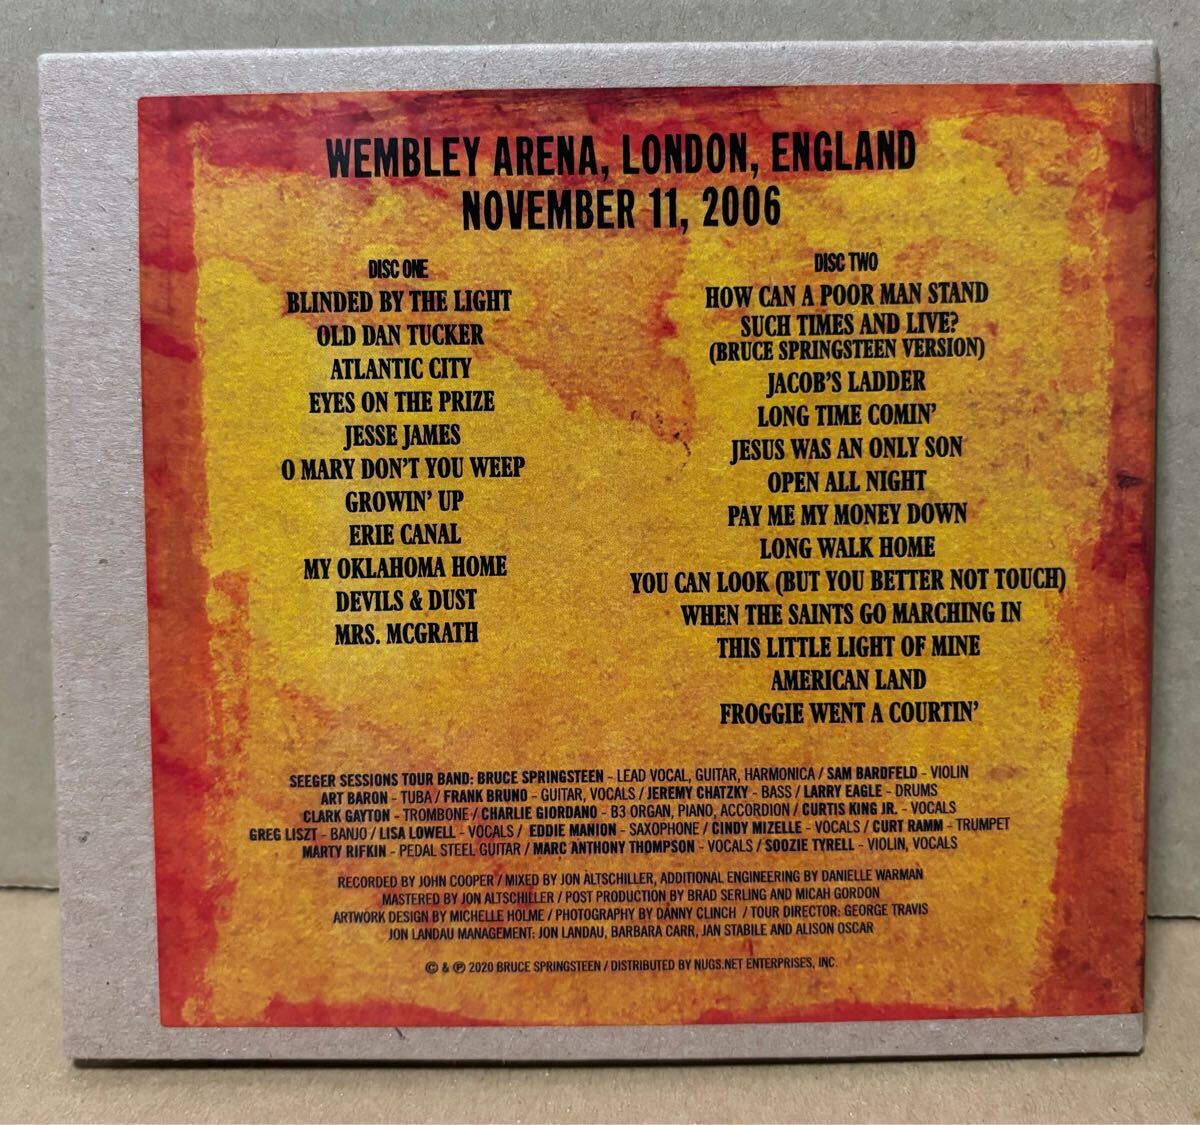 WEMBLEY ARENA, LONDON, ENGLAND
NOVEMBER 11, 2006
DISC ONE
BLINDED BY THE LIGHT
OLD DAN TUCKER
ATLANTIC CITY
EYES ON THE PRIZE
JESSE JAMES
O MARY DON'T YOU WEEP
GROWIN' UP
ERIE CANAL
MY OKLAHOMA HOME
DEVILS & DUST
MRS. MCGRATH
DISC TWO
HOW CAN A POOR MAN STAND
SUCH TIMES AND LIVE?
(BRUCE SPRINGSTEEN VERSION)
JACOB'S LADDER
LONG TIME COMIN'
JESUS WAS AN ONLY SON
OPEN ALL NIGHT
PAY ME MY MONEY DOWN
LONG WALK HOME
YOU CAN LOOK (BUT YOU BETTER NOT TOUCH)
WHEN THE SAINTS GO MARCHING IN
THIS LITTLE LIGHT OF MINE
AMERICAN LAND
FROGGIE WENT A COURTIN'
SEEGER SESSIONS TOUR BAND: BRUCE SPRINGSTEEN - LEAD VOCAL, GUITAR, HARMONICA / SAM BARDFELD - VIOLIN
ART BARON - TUBA / FRANK BRUNO - GUITAR, VOCALS / JEREMY CHATZKY - BASS / LARRY EAGLE - DRUMS
CLARK GAYTON - TROMBONE / CHARLIE GIORDANO - B3 ORGAN, PIANO, ACCORDION / CURTIS KING JR. - VOCALS
GREG LISZT - BANJO / LISA LOWELL - VOCALS / EDDIE MANION - SAXOPHONE / CINDY MIZELLE - VOCALS / CURT RAMM - TRUMPET
MARTY RIFKIN - PEDAL STEEL GUITAR / MARC ANTHONY THOMPSON - VOCALS / SOOZIE TYRELL - VIOLIN, VOCALS
RECORDED BY JOHN COOPER / MIXED BY JON ALTSCHILLER, ADDITIONAL ENGINEERING BY DANIELLE WARMAN
MASTERED BY JON ALTSCHILLER / POST PRODUCTION BY BRAD SERLING AND MICAH GORDON
ARTWORK DESIGN BY MICHELLE HOLME / PHOTOGRAPHY BY DANNY CLINCH / TOUR DIRECTOR: GEORGE TRAVIS
JON LANDAU MANAGEMENT: JON LANDAU, BARBARA CARR, JAN STABILE AND ALISON OSCAR
© & ℗ 2020 BRUCE SPRINGSTEEN / DISTRIBUTED BY NUGS.NET ENTERPRISES, INC.